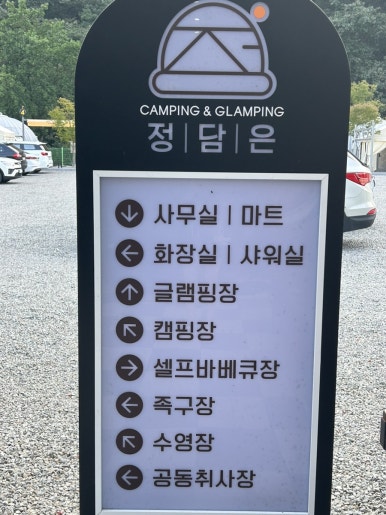 CAMPING & GLAMPING
정|담|은
↓ 사무실 | 마트
← 화장실 | 샤워실
↑ 글램핑장
↖ 캠핑장
→ 셀프바베큐장
← 족구장
↖ 수영장
← 공동취사장